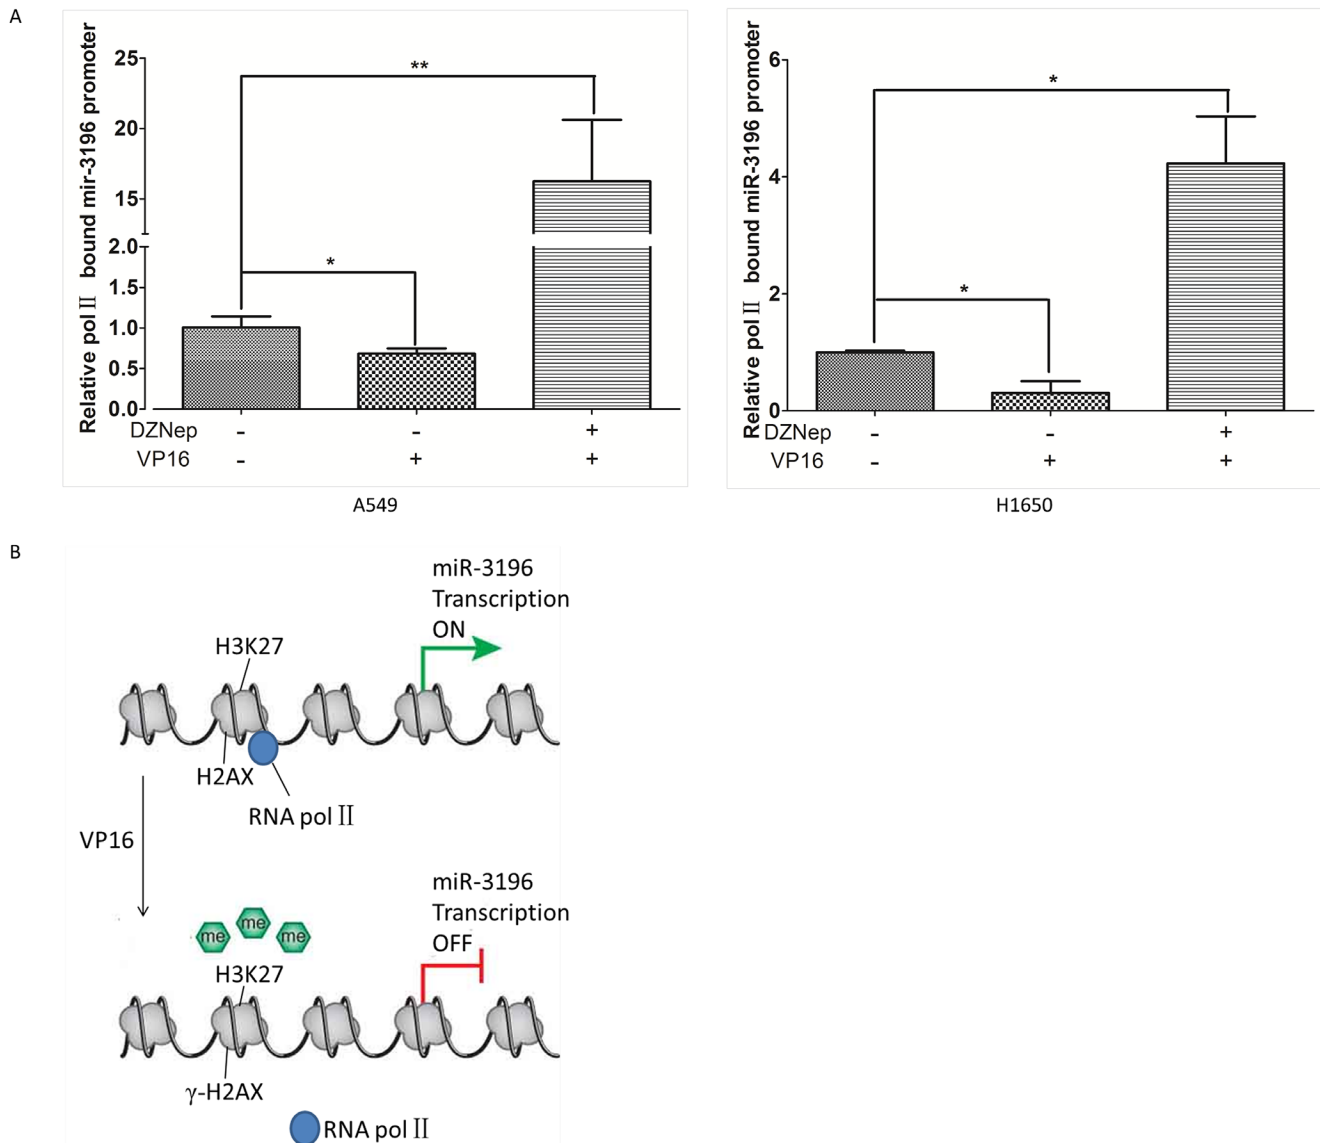 A
Relative pol Ⅱ bound mir-3196 promoter
25
20
15
2.0
1.5
1.0
0.5
0.0
**
*
DZNep - - +
VP16 - + +
A549
Relative pol Ⅱ bound miR-3196 promoter
6
4
2
0
*
*
DZNep - - +
VP16 - + +
H1650
B
miR-3196
Transcription
ON
H3K27
H2AX
RNA pol Ⅱ
VP16
miR-3196
Transcription
OFF
me me me
H3K27
γ-H2AX
RNA pol Ⅱ